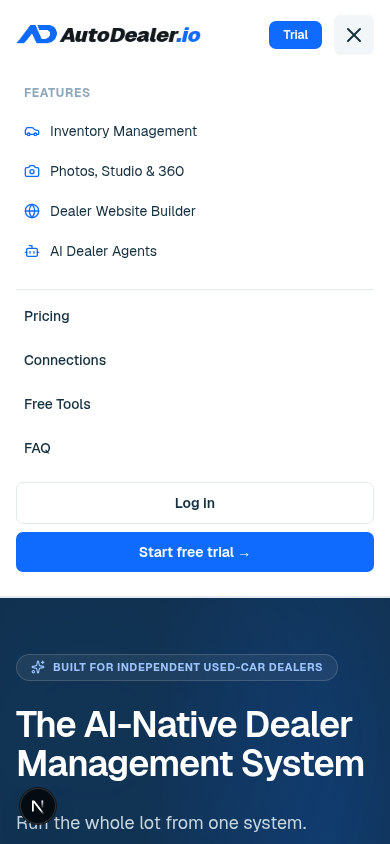 AutoDealer.io
Trial
FEATURES
Inventory Management
Photos, Studio & 360
Dealer Website Builder
AI Dealer Agents
Pricing
Connections
Free Tools
FAQ
Log in
Start free trial →
BUILT FOR INDEPENDENT USED-CAR DEALERS
The AI-Native Dealer
Management System
N
Run the whole lot from one system.